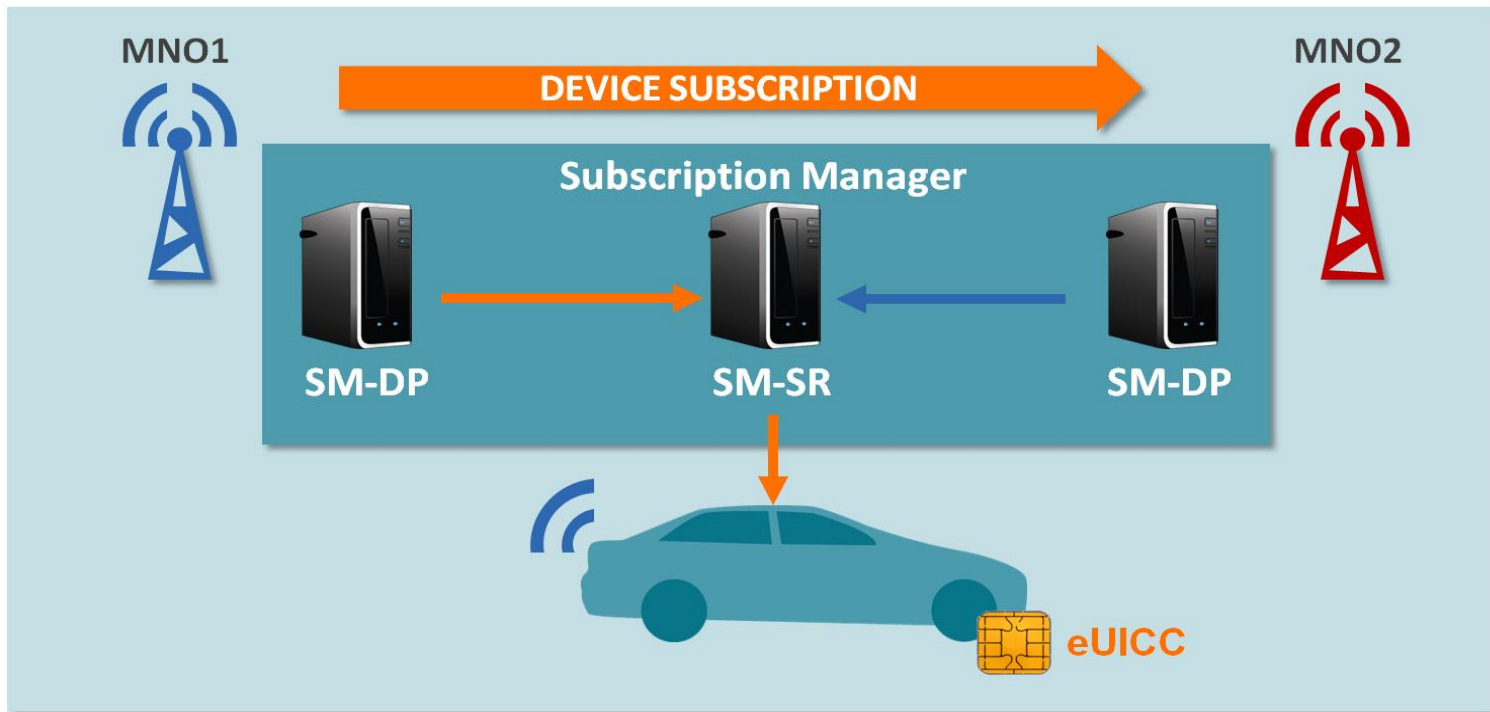 MNO1
MNO2
DEVICE SUBSCRIPTION
Subscription Manager
SM-DP
SM-SR
SM-DP
eUICC